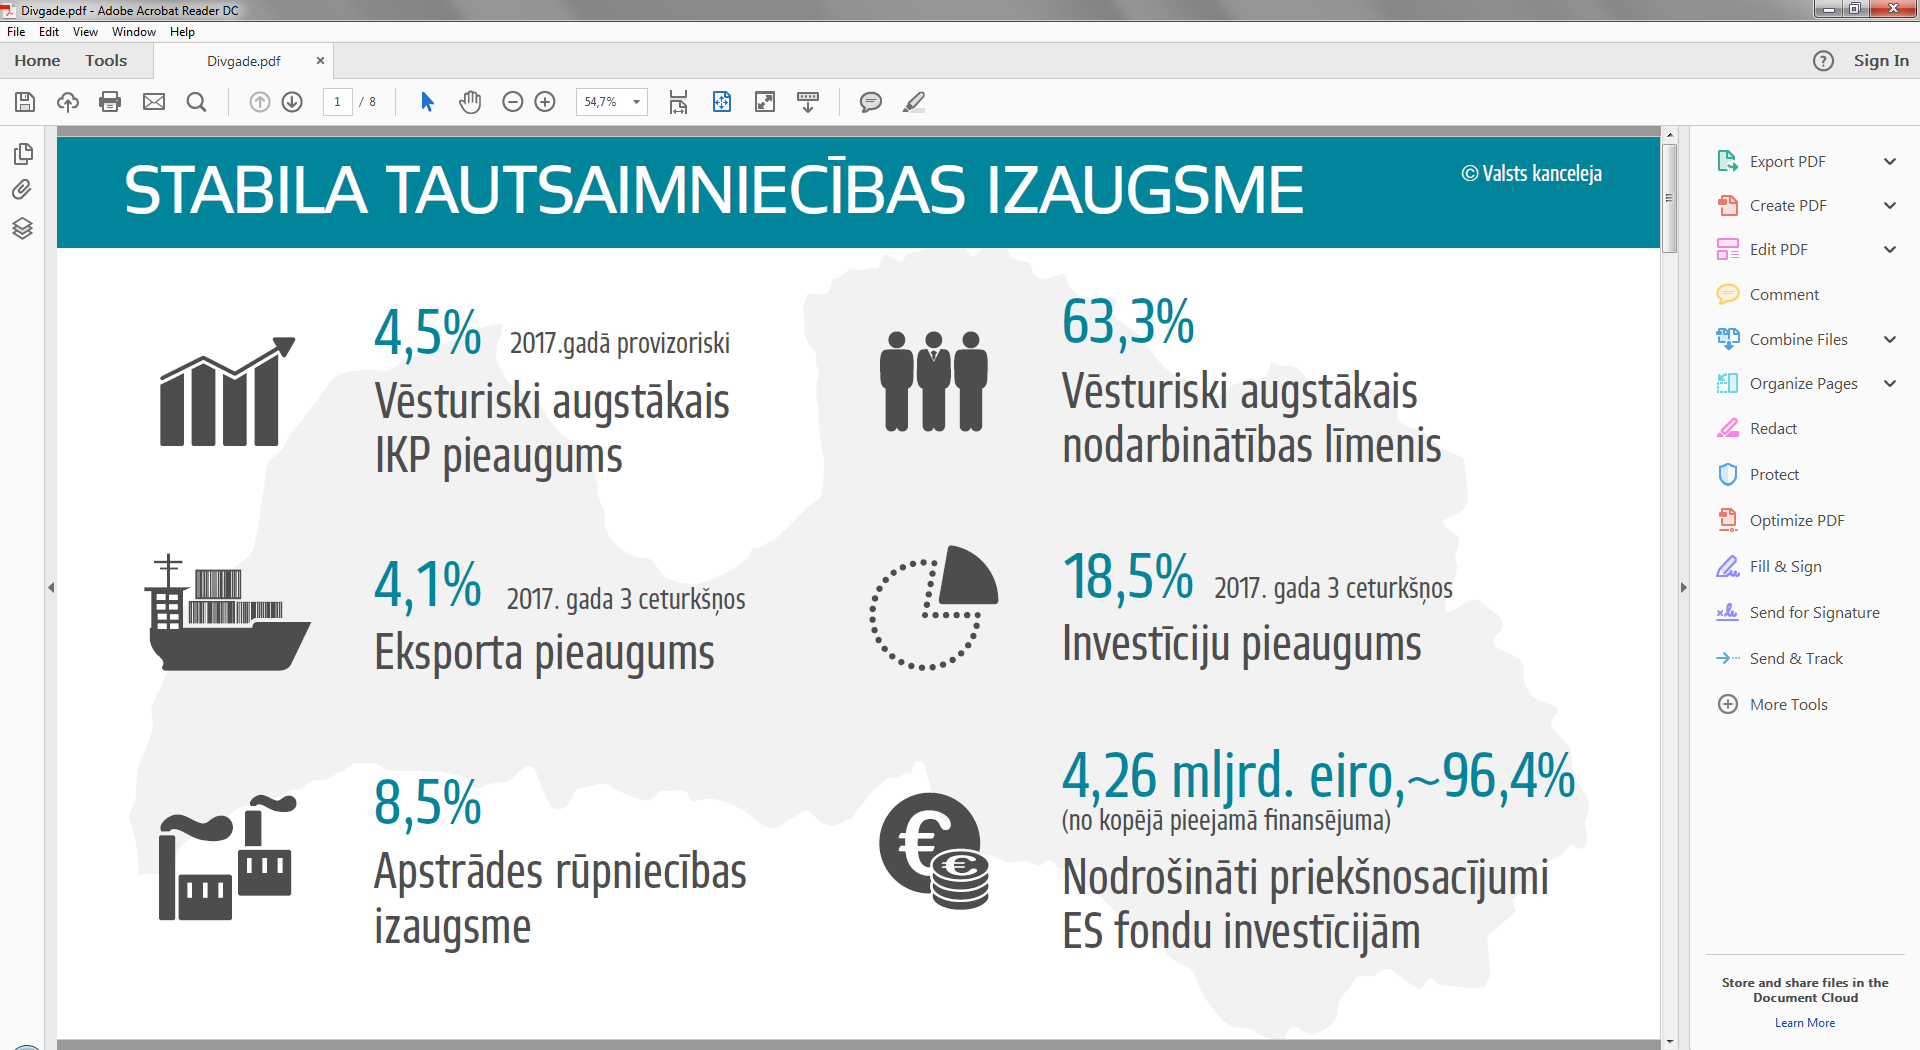 Divgade.pdf - Adobe Acrobat Reader DC
File Edit View Window Help
Home Tools Divgade.pdf × ? Sign In
1 / 8 54,7%
STABILA TAUTSAIMNIECĪBAS IZAUGSME
© Valsts kanceleja
4,5% 2017.gadā provizoriski
Vēsturiski augstākais
IKP pieaugums
63,3%
Vēsturiski augstākais
nodarbinātības līmenis
4,1% 2017. gada 3 ceturkšņos
Eksporta pieaugums
18,5% 2017. gada 3 ceturkšņos
Investīciju pieaugums
8,5%
Apstrādes rūpniecības
izaugsme
4,26 mljrd. eiro,~96,4%
(no kopējā pieejamā finansējuma)
Nodrošināti priekšnosacījumi
ES fondu investīcijām
Export PDF
Create PDF
Edit PDF
Comment
Combine Files
Organize Pages
Redact
Protect
Optimize PDF
Fill & Sign
Send for Signature
Send & Track
More Tools
Store and share files in the
Document Cloud
Learn More